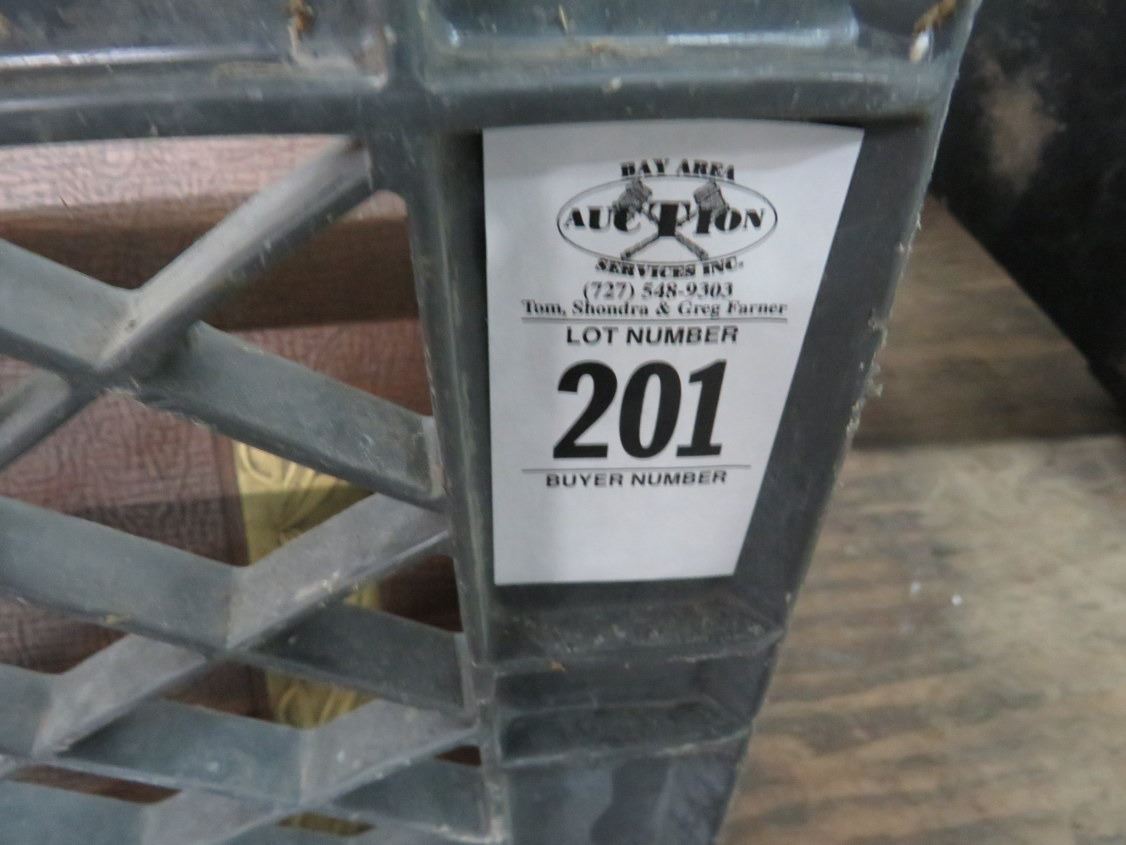 BAY AREA
AUCTION
SERVICES INC.
(727) 548-9303
Tom, Shondra & Greg Farner
LOT NUMBER
201
BUYER NUMBER